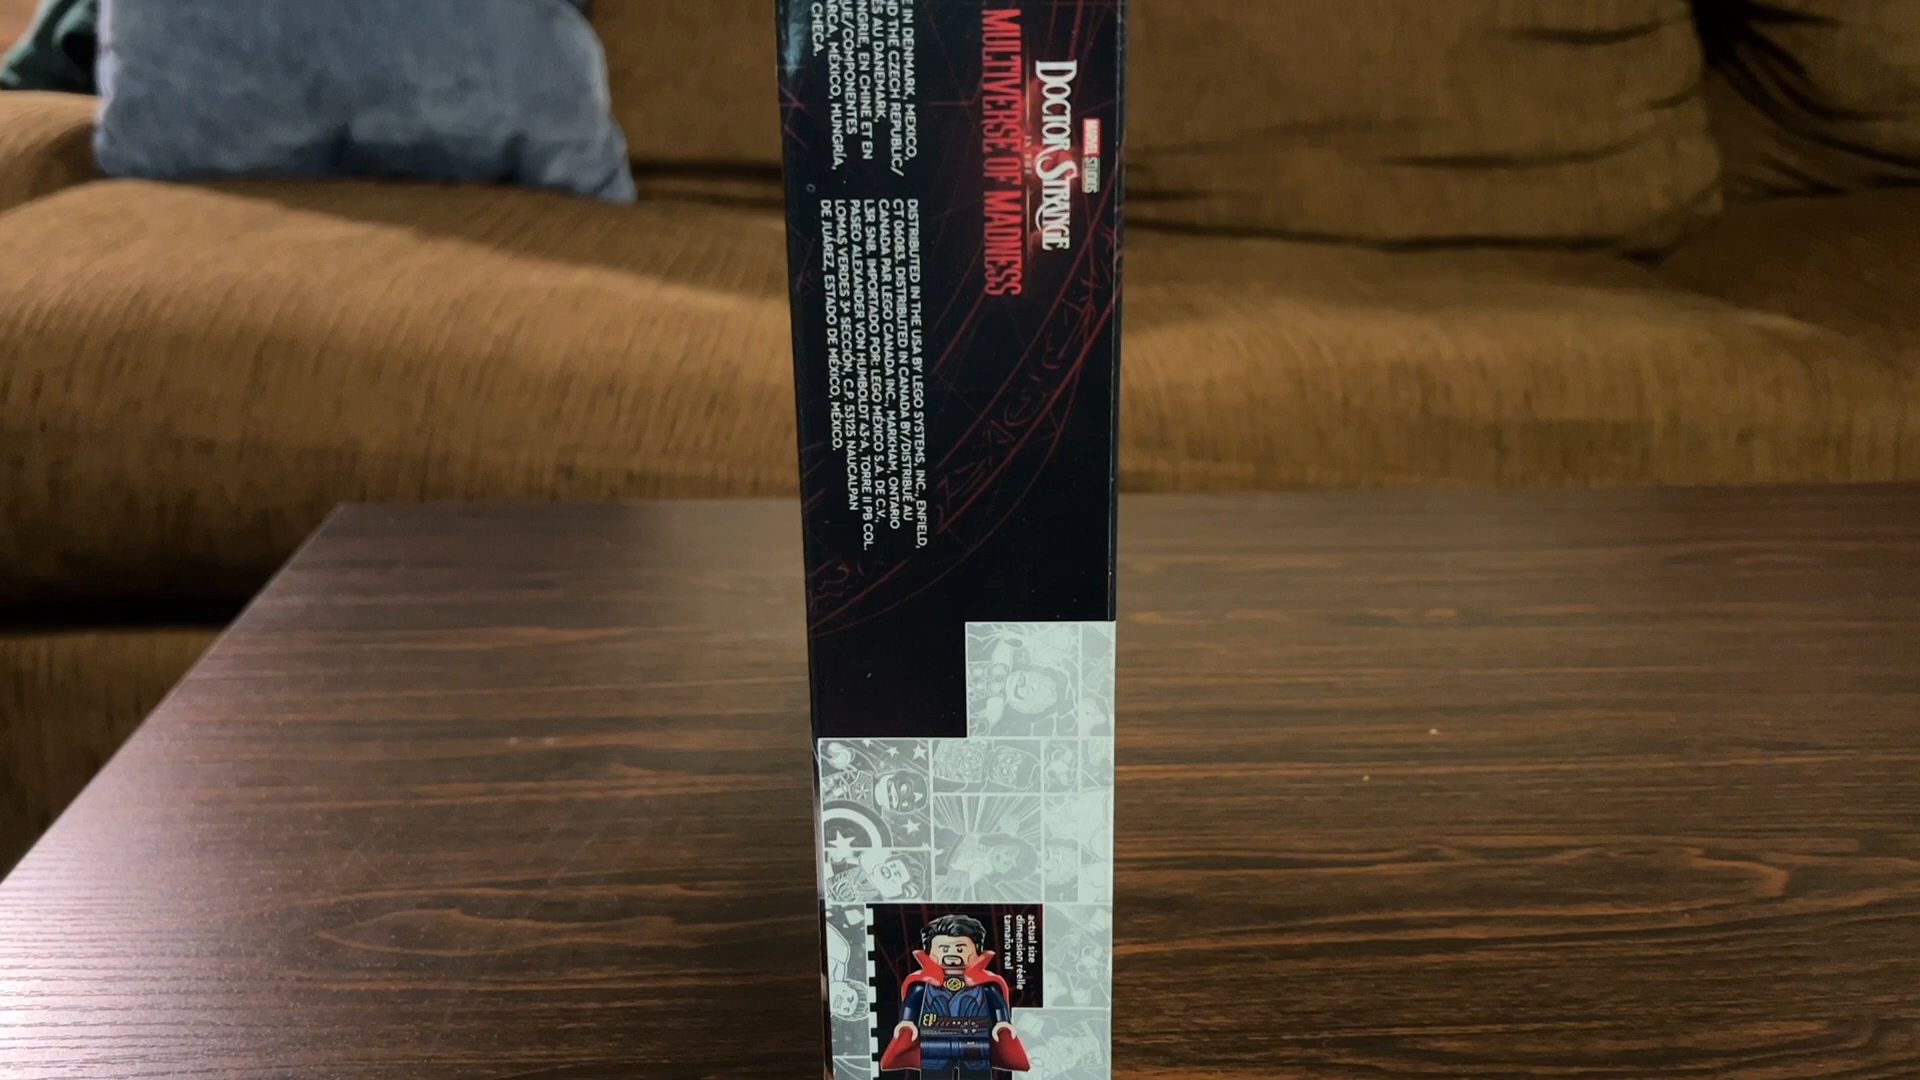 E IN DENMARK, MEXICO,
ND THE CZECH REPUBLIC/
ÉS AU DANEMARK,
NGRIE, EN CHINE ET EN
UE/COMPONENTES
ARCA, MÉXICO, HUNGRÍA,
CHECA.
DISTRIBUTED IN THE USA BY LEGO SYSTEMS, INC., ENFIELD,
CT 06083. DISTRIBUTED IN CANADA BY/DISTRIBUÉ AU
CANADA PAR LEGO CANADA INC., MARKHAM, ONTARIO
L3R 5N8. IMPORTADO POR: LEGO MÉXICO S.A. DE C.V.,
PASEO ALEXANDER VON HUMBOLDT 43-A, TORRE II PB COL.
LOMAS VERDES 3ª SECCIÓN, C.P. 53125 NAUCALPAN
DE JUÁREZ, ESTADO DE MÉXICO, MÉXICO.
MARVEL STUDIOS
DOCTOR STRANGE
IN THE
MULTIVERSE OF MADNESS
actual size
dimension réelle
tamaño real